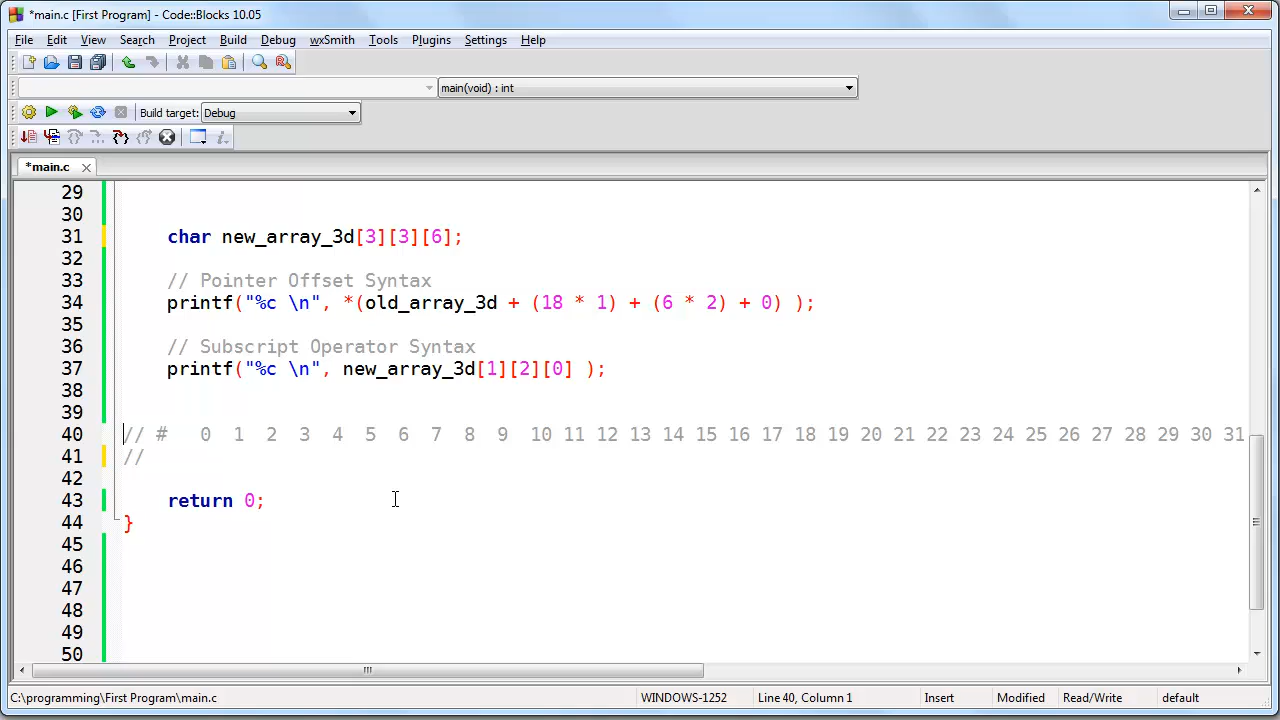 *main.c [First Program] - Code::Blocks 10.05
File Edit View Search Project Build Debug wxSmith Tools Plugins Settings Help
main(void) : int
Build target: Debug
*main.c
29
30
31 char new_array_3d[3][3][6];
32
33 // Pointer Offset Syntax
34 printf("%c \n", *(old_array_3d + (18 * 1) + (6 * 2) + 0) );
35
36 // Subscript Operator Syntax
37 printf("%c \n", new_array_3d[1][2][0] );
38
39
40 // # 0 1 2 3 4 5 6 7 8 9 10 11 12 13 14 15 16 17 18 19 20 21 22 23 24 25 26 27 28 29 30 31
41 //
42
43 return 0;
44 }
45
46
47
48
49
50
C:\programming\First Program\main.c WINDOWS-1252 Line 40, Column 1 Insert Modified Read/Write default